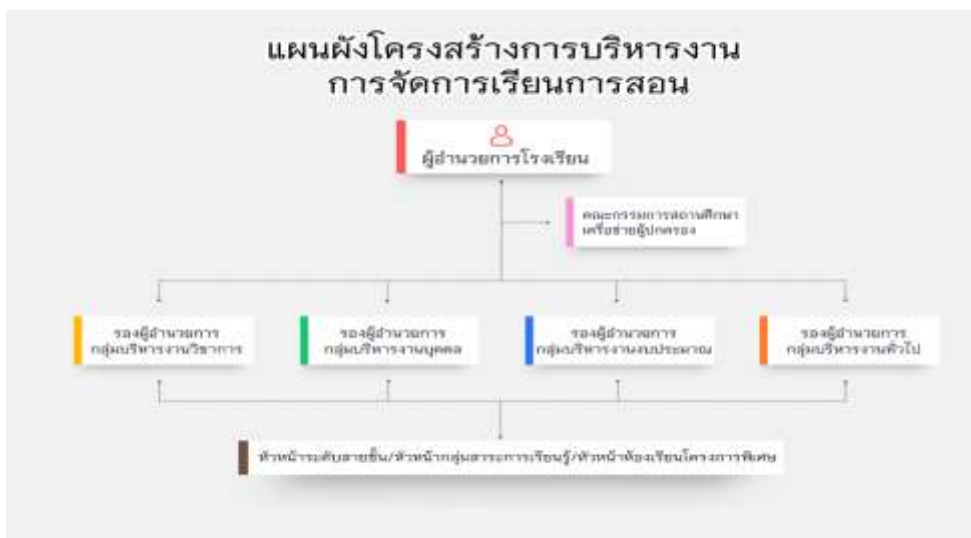 แผนผังโครงสร้างการบริหารงาน
การจัดการเรียนการสอน
ผู้อำนวยการโรงเรียน
คณะกรรมการสถานศึกษา
เครือข่ายผู้ปกครอง
รองผู้อำนวยการ
กลุ่มบริหารงานวิชาการ
รองผู้อำนวยการ
กลุ่มบริหารงานบุคคล
รองผู้อำนวยการ
กลุ่มบริหารงานงบประมาณ
รองผู้อำนวยการ
กลุ่มบริหารงานทั่วไป
หัวหน้าระดับสายชั้น/หัวหน้ากลุ่มสาระการเรียนรู้/หัวหน้าห้องเรียนโครงการพิเศษ